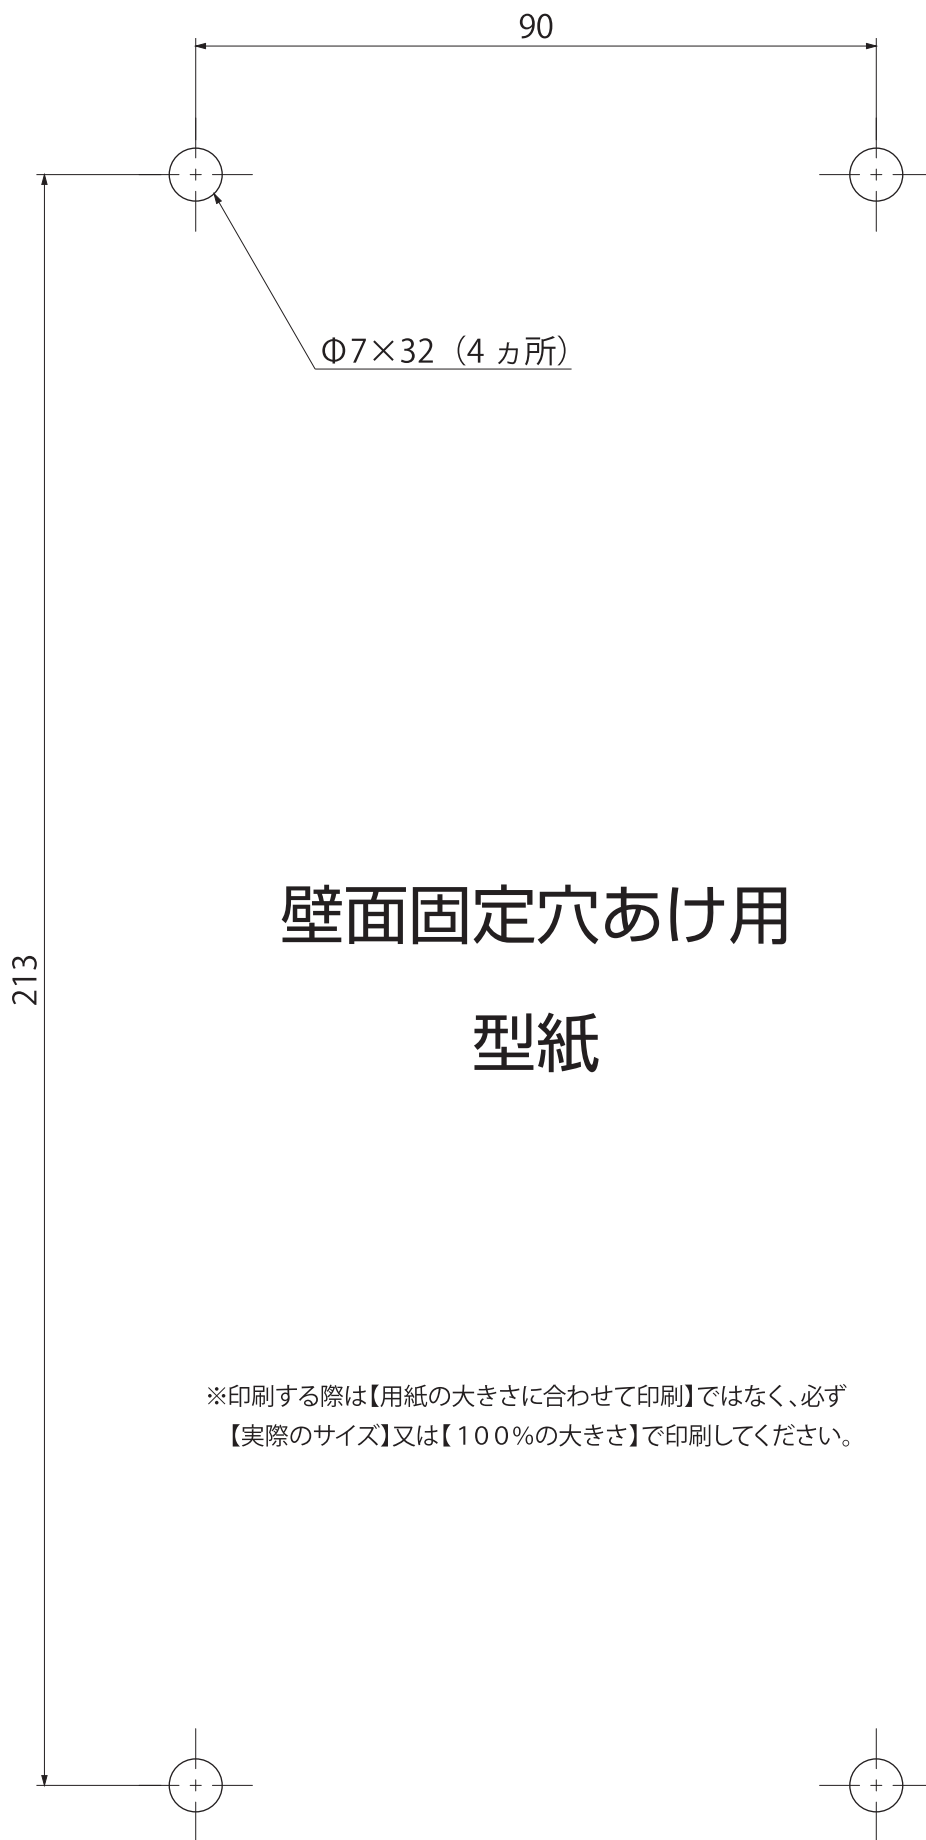 90
Φ7×32（4 ヵ所）
壁面固定穴あけ用
213
型紙
※印刷する際は【用紙の大きさに合わせて印刷】ではなく、必ず
【実際のサイズ】又は【１００％の大きさ】で印刷してください。